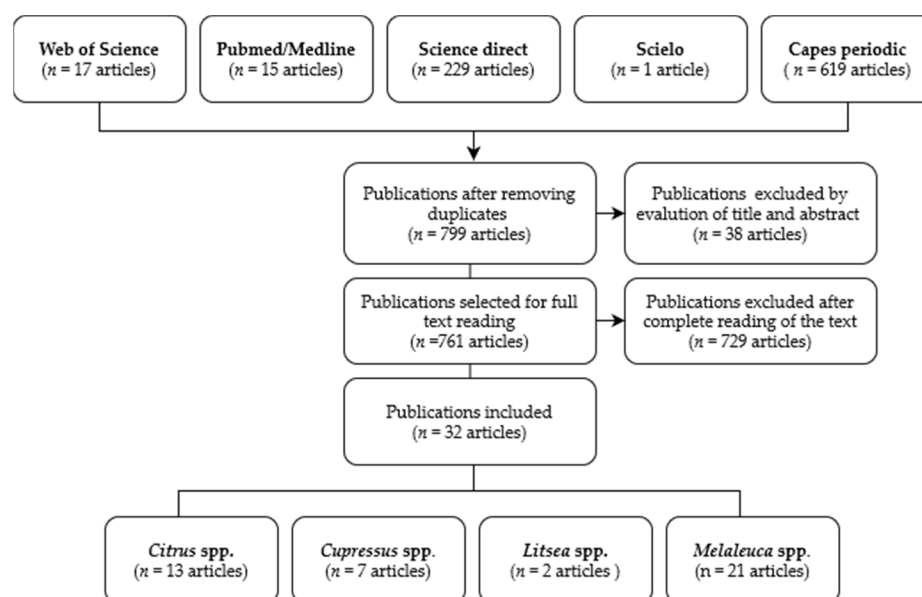 Web of Science
(n = 17 articles)
Pubmed/Medline
(n = 15 articles)
Science direct
(n = 229 articles)
Scielo
(n = 1 article)
Capes periodic
( n = 619 articles)
Publications after removing
duplicates
(n = 799 articles)
Publications excluded by
evalution of title and abstract
(n = 38 articles)
Publications selected for full
text reading
(n =761 articles)
Publications excluded after
complete reading of the text
(n = 729 articles)
Publications included
(n = 32 articles)
Citrus spp.
(n = 13 articles)
Cupressus spp.
(n = 7 articles)
Litsea spp.
(n = 2 articles )
Melaleuca spp.
(n = 21 articles)